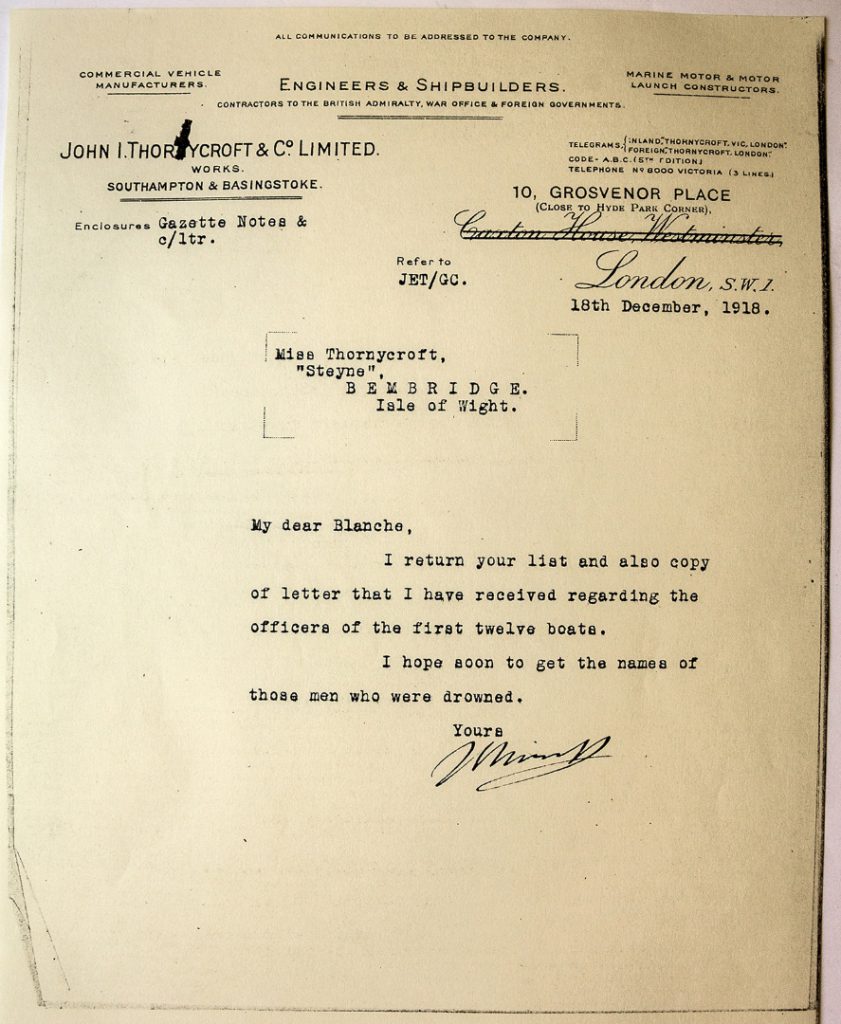 ALL COMMUNICATIONS TO BE ADDRESSED TO THE COMPANY.
COMMERCIAL VEHICLE
MANUFACTURERS.
ENGINEERS & SHIPBUILDERS.
CONTRACTORS TO THE BRITISH ADMIRALTY, WAR OFFICE & FOREIGN GOVERNMENTS.
MARINE MOTOR & MOTOR
LAUNCH CONSTRUCTORS.
JOHN I. THORNYCROFT & Co. LIMITED.
WORKS.
SOUTHAMPTON & BASINGSTOKE.
TELEGRAMS. {INLAND, "THORNYCROFT. VIC, LONDON".
FOREIGN, "THORNYCROFT. LONDON".
CODE - A.B.C. (5TH EDITION)
TELEPHONE No 8000 VICTORIA (3 LINES.)
10, GROSVENOR PLACE
(CLOSE TO HYDE PARK CORNER),
Caxton House, Westminster,
London, S.W.1.
Enclosures Gazette Notes &
c/ltr.
Refer to
JET/GC.
18th December, 1918.
Miss Thornycroft,
"Steyne",
BEMBRIDGE.
Isle of Wight.
My dear Blanche,
I return your list and also copy
of letter that I have received regarding the
officers of the first twelve boats.
I hope soon to get the names of
those men who were drowned.
Yours